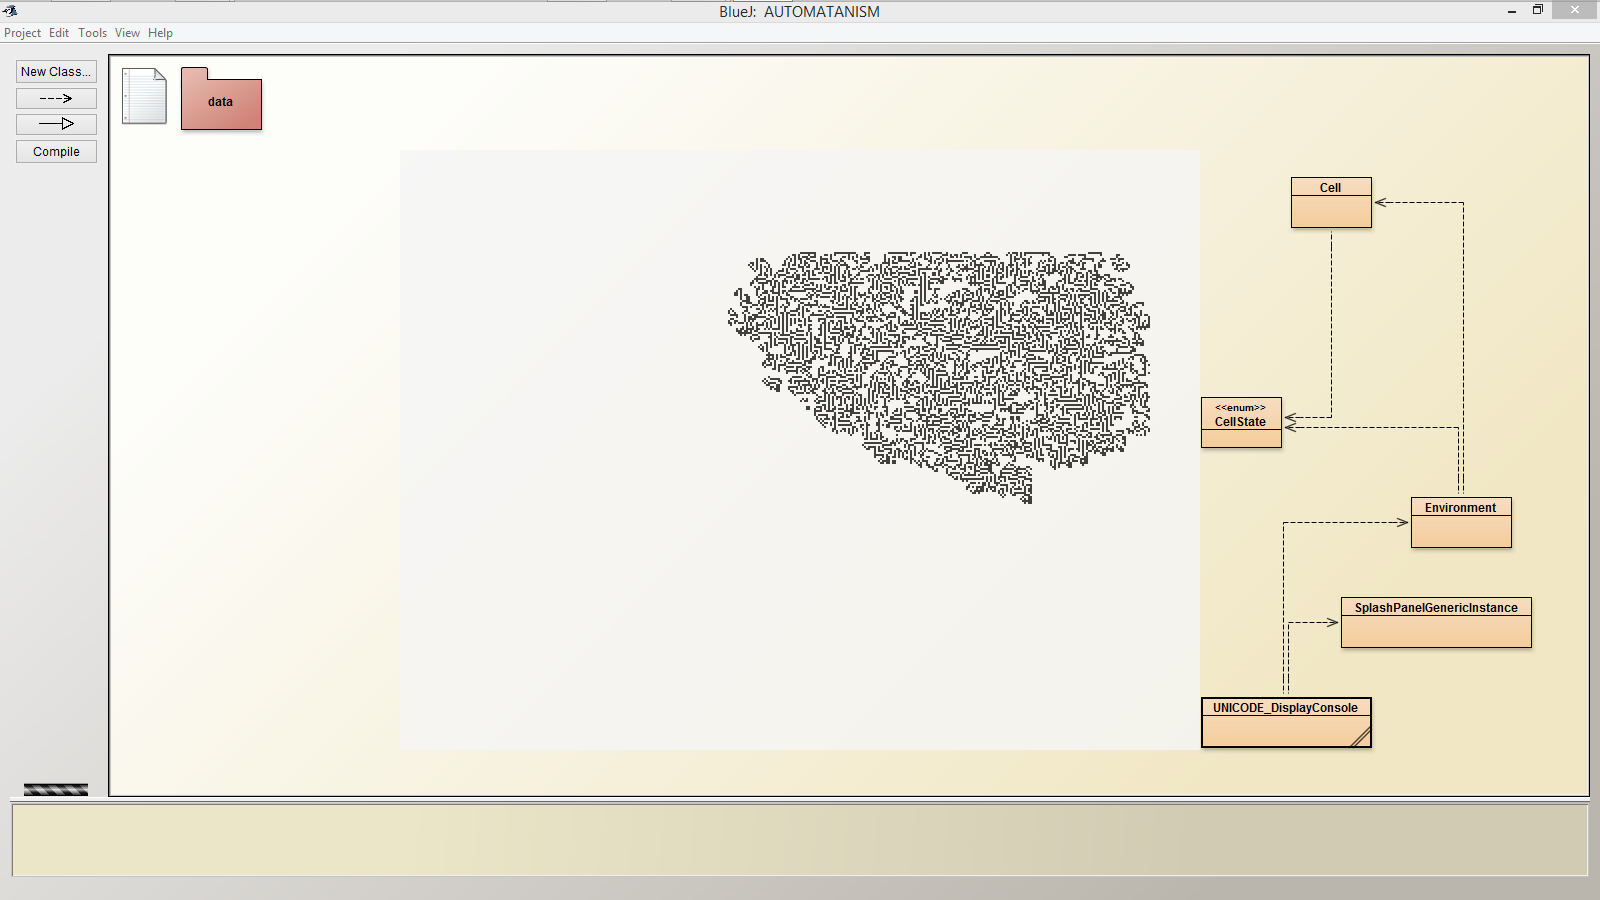 BlueJ: AUTOMATANISM
Project Edit Tools View Help
New Class...
Compile
data
Cell
<<enum>>
CellState
Environment
SplashPanelGenericInstance
UNICODE_DisplayConsole